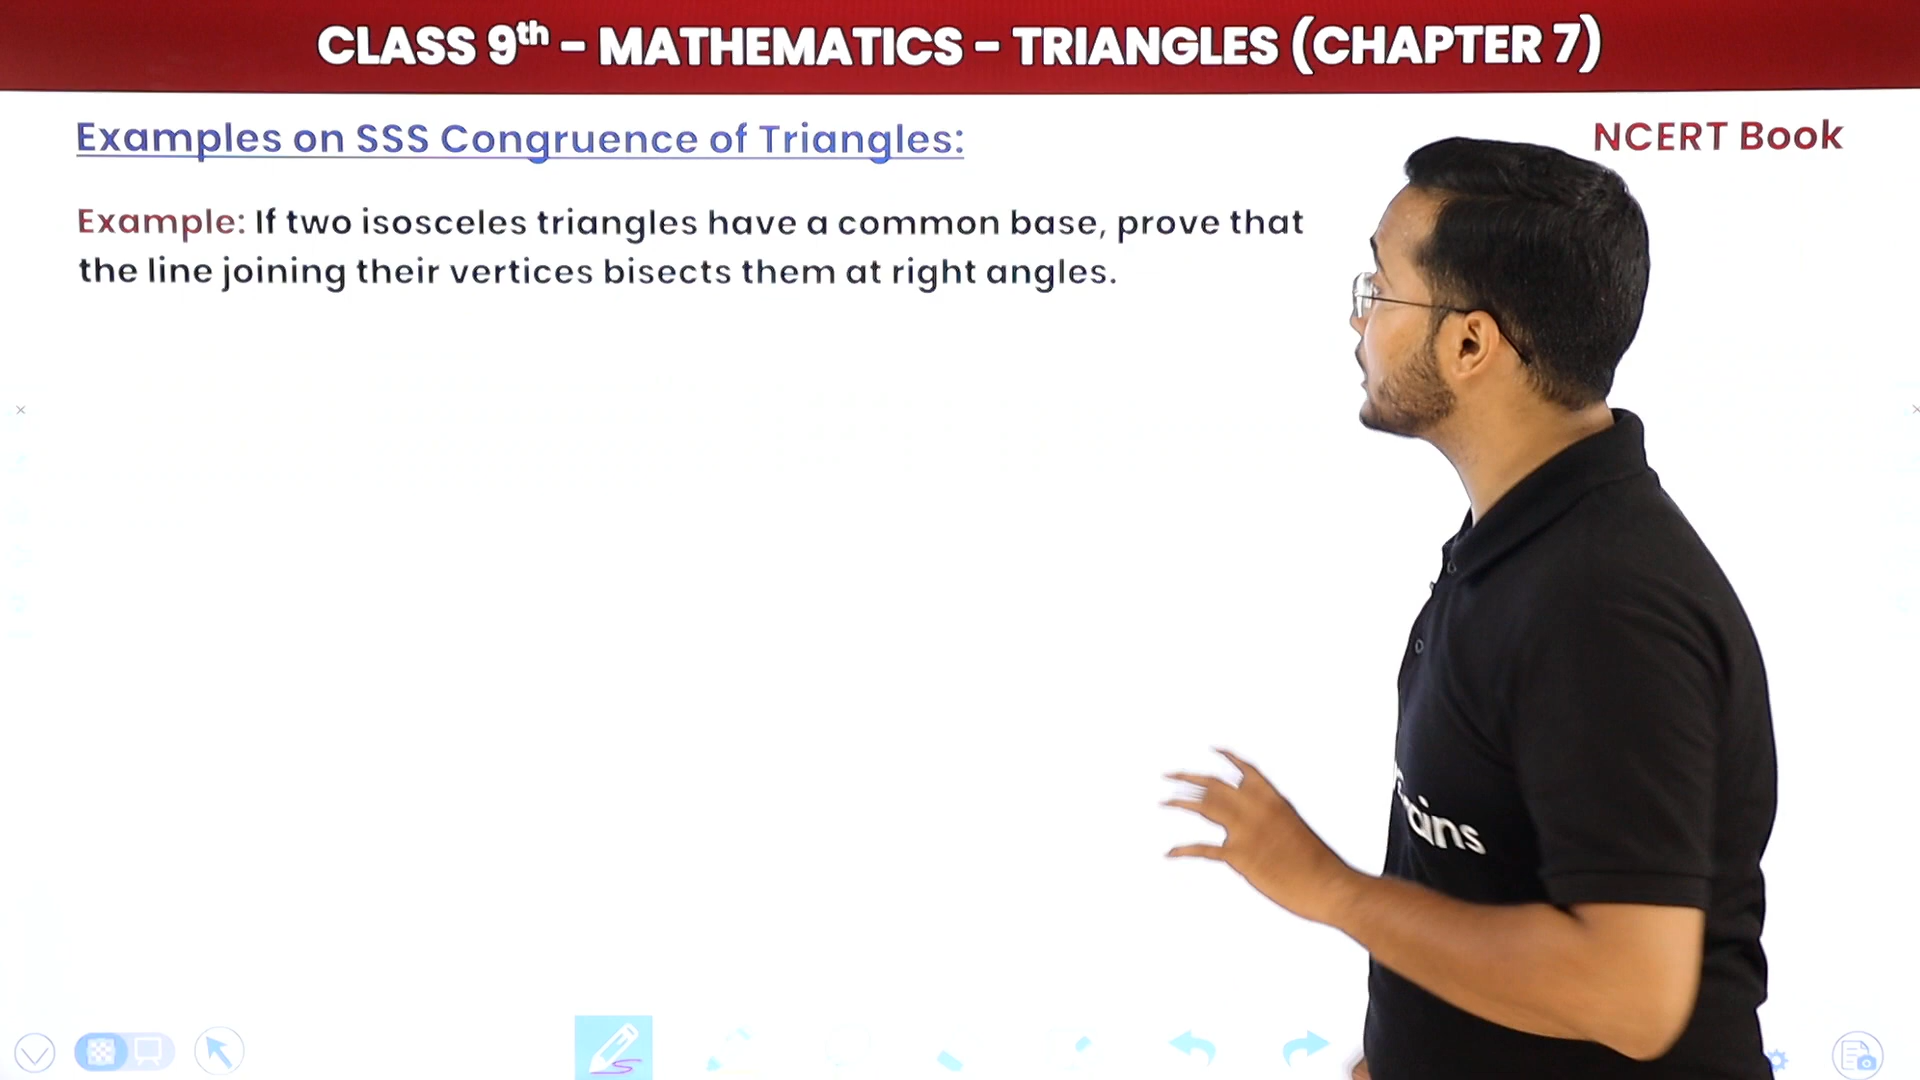 CLASS 9th – MATHEMATICS – TRIANGLES (CHAPTER 7)
Examples on SSS Congruence of Triangles:
NCERT Book
Example: If two isosceles triangles have a common base, prove that
the line joining their vertices bisects them at right angles.